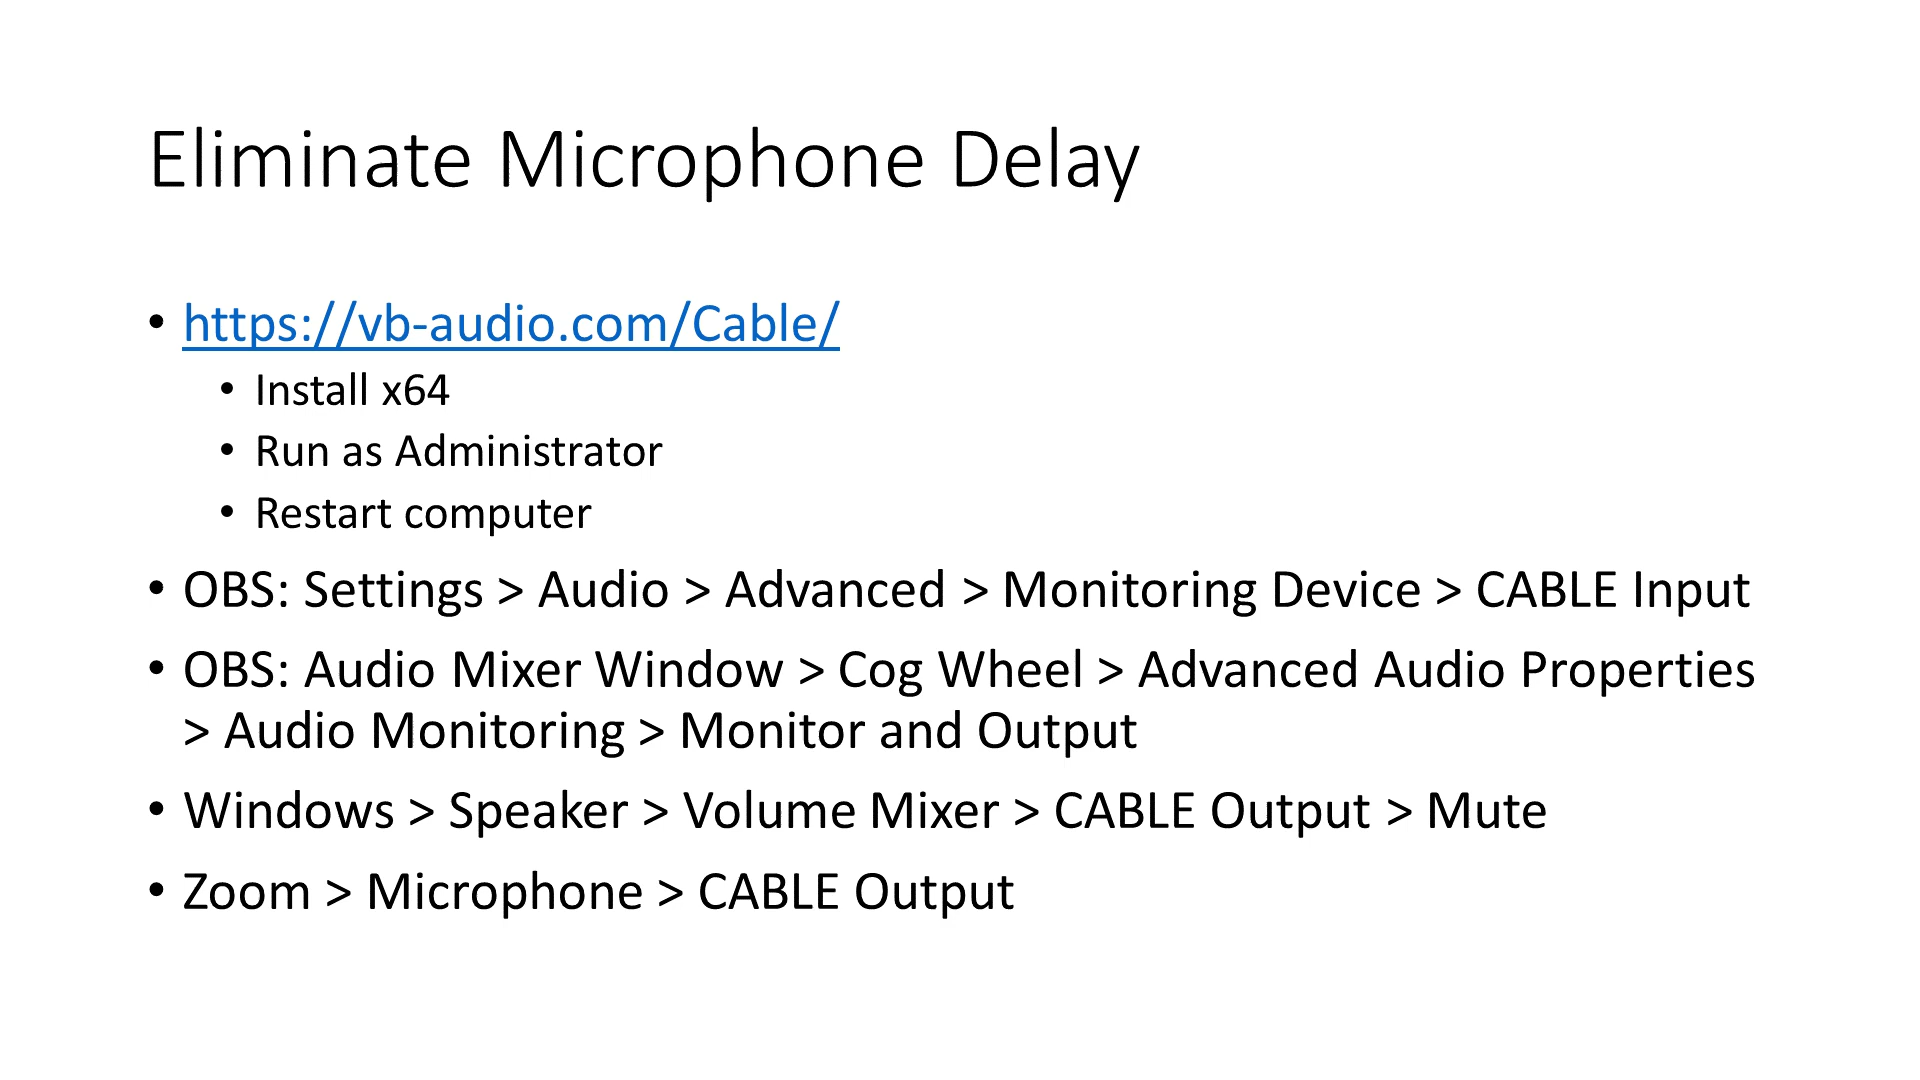 Eliminate Microphone Delay
• https://vb-audio.com/Cable/
• Install x64
• Run as Administrator
• Restart computer
• OBS: Settings > Audio > Advanced > Monitoring Device > CABLE Input
• OBS: Audio Mixer Window > Cog Wheel > Advanced Audio Properties
> Audio Monitoring > Monitor and Output
• Windows > Speaker > Volume Mixer > CABLE Output > Mute
• Zoom > Microphone > CABLE Output